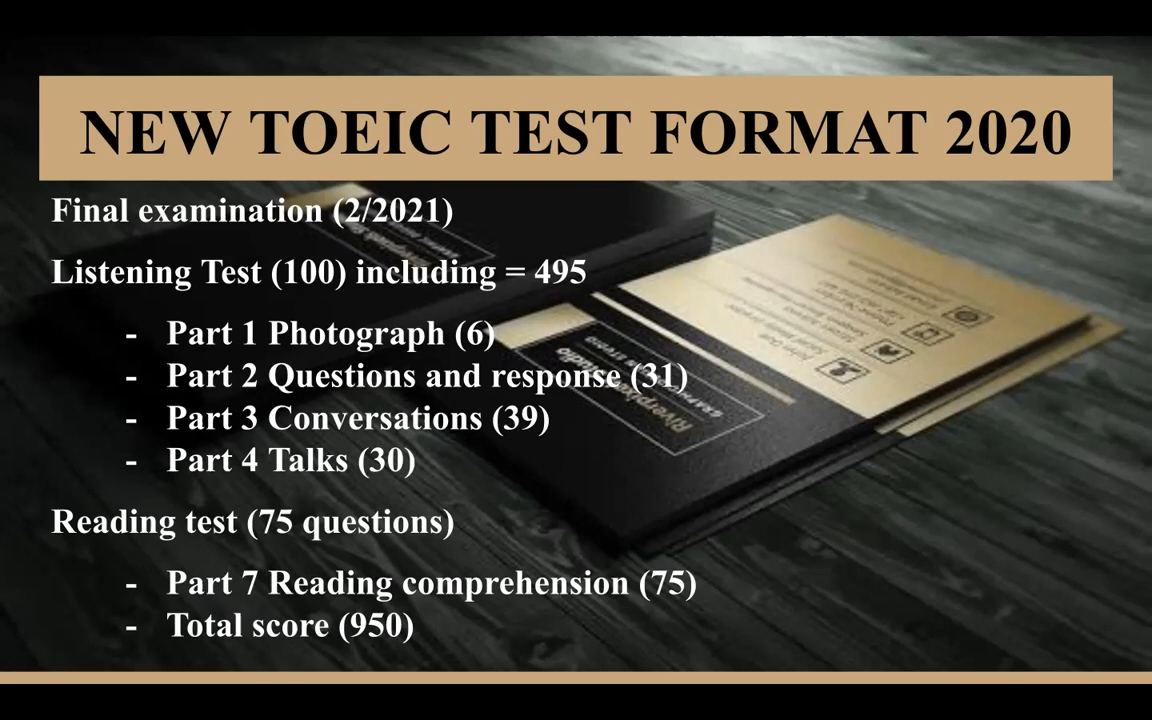 NEW TOEIC TEST FORMAT 2020
Final examination (2/2021)
Listening Test (100) including = 495
- Part 1 Photograph (6)
- Part 2 Questions and response (31)
- Part 3 Conversations (39)
- Part 4 Talks (30)
Reading test (75 questions)
- Part 7 Reading comprehension (75)
- Total score (950)